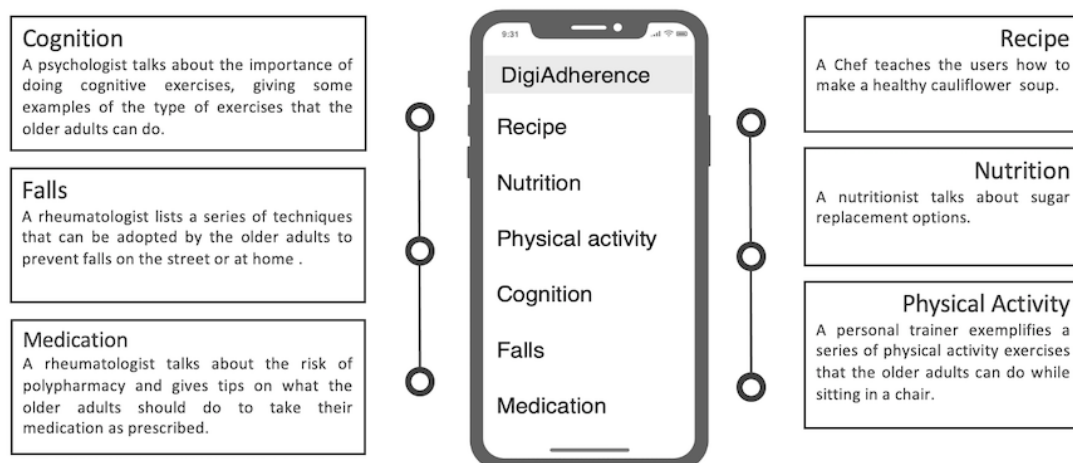 Cognition
A psychologist talks about the importance of
doing cognitive exercises, giving some
examples of the type of exercises that the
older adults can do.
Falls
A rheumatologist lists a series of techniques
that can be adopted by the older adults to
prevent falls on the street or at home .
Medication
A rheumatologist talks about the risk of
polypharmacy and gives tips on what the
older adults should do to take their
medication as prescribed.
9:31
DigiAdherence
Recipe
Nutrition
Physical activity
Cognition
Falls
Medication
Recipe
A Chef teaches the users how to
make a healthy cauliflower soup.
Nutrition
A nutritionist talks about sugar
replacement options.
Physical Activity
A personal trainer exemplifies a
series of physical activity exercises
that the older adults can do while
sitting in a chair.